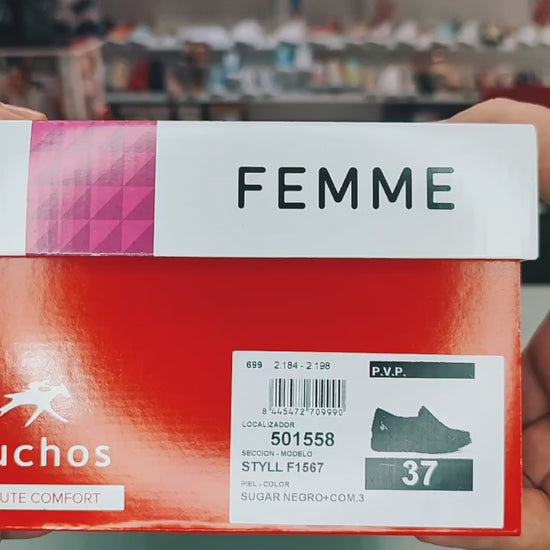 FEMME
699 2.184 - 2.198
P.V.P.
8 445472 709990
LOCALIZADOR
501558
SECCION - MODELO
STYLL F1567
37
PIEL - COLOR
SUGAR NEGRO+COM.3
uchos
UTE COMFORT